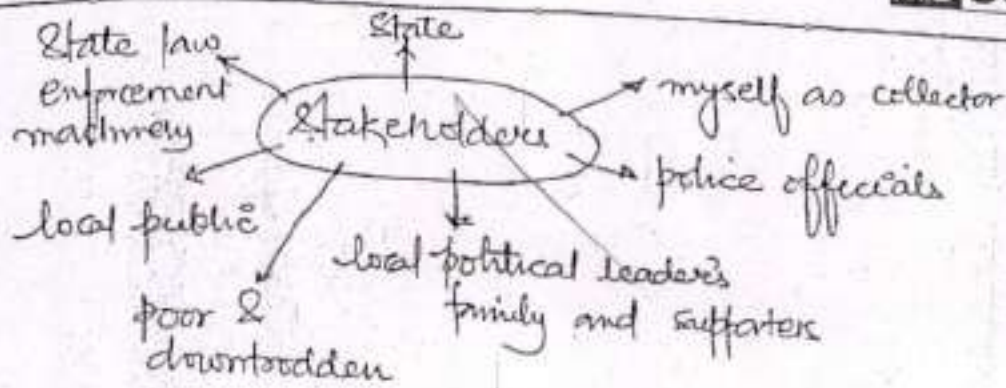 State
State law
enforcement
machinery
Stakeholders
myself as collector
police officials
local public
local political leader's
family and supporters
poor &
downtrodden